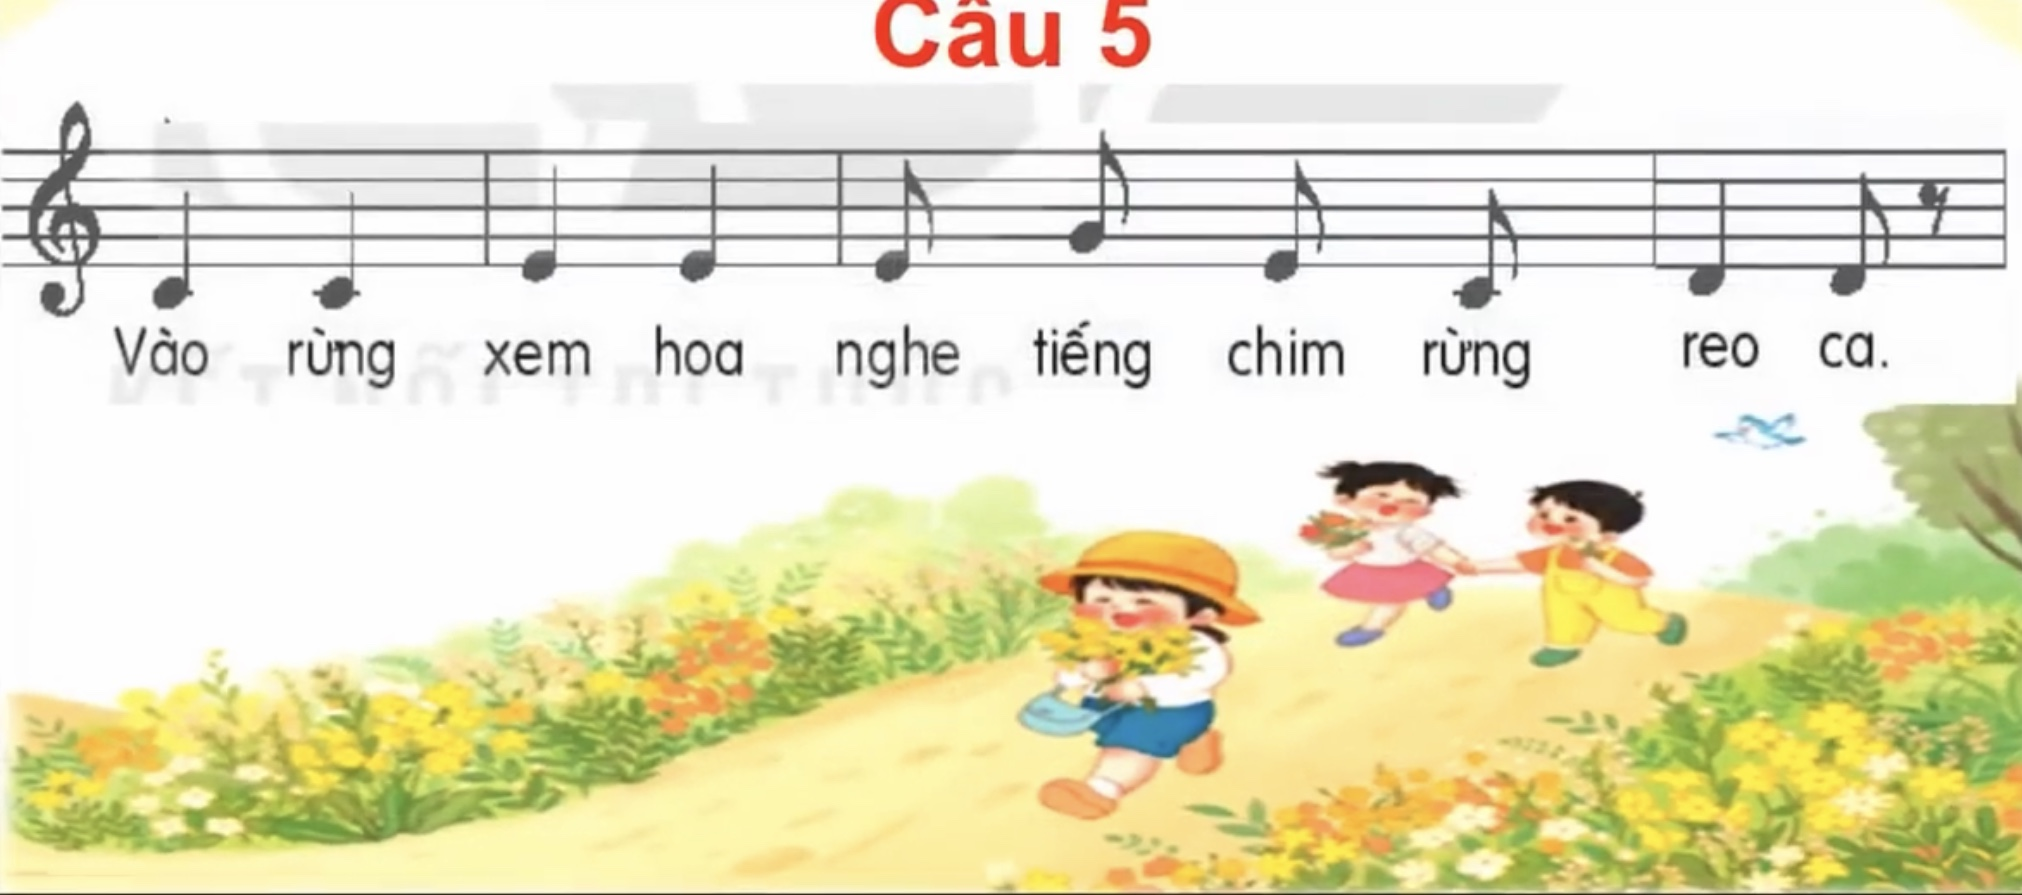 Câu 5
Vào rừng xem hoa nghe tiếng chim rừng reo ca.